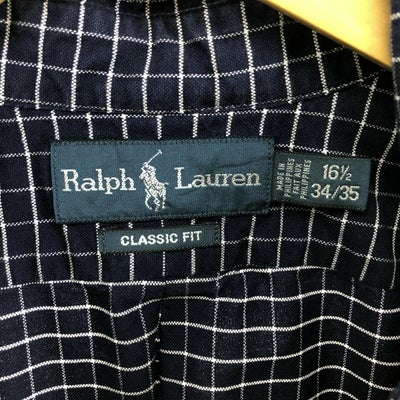 Ralph Lauren
CLASSIC FIT
MADE IN
PHILIPPINES
FAIT AUX
PHILIPPINES
16½
34/35